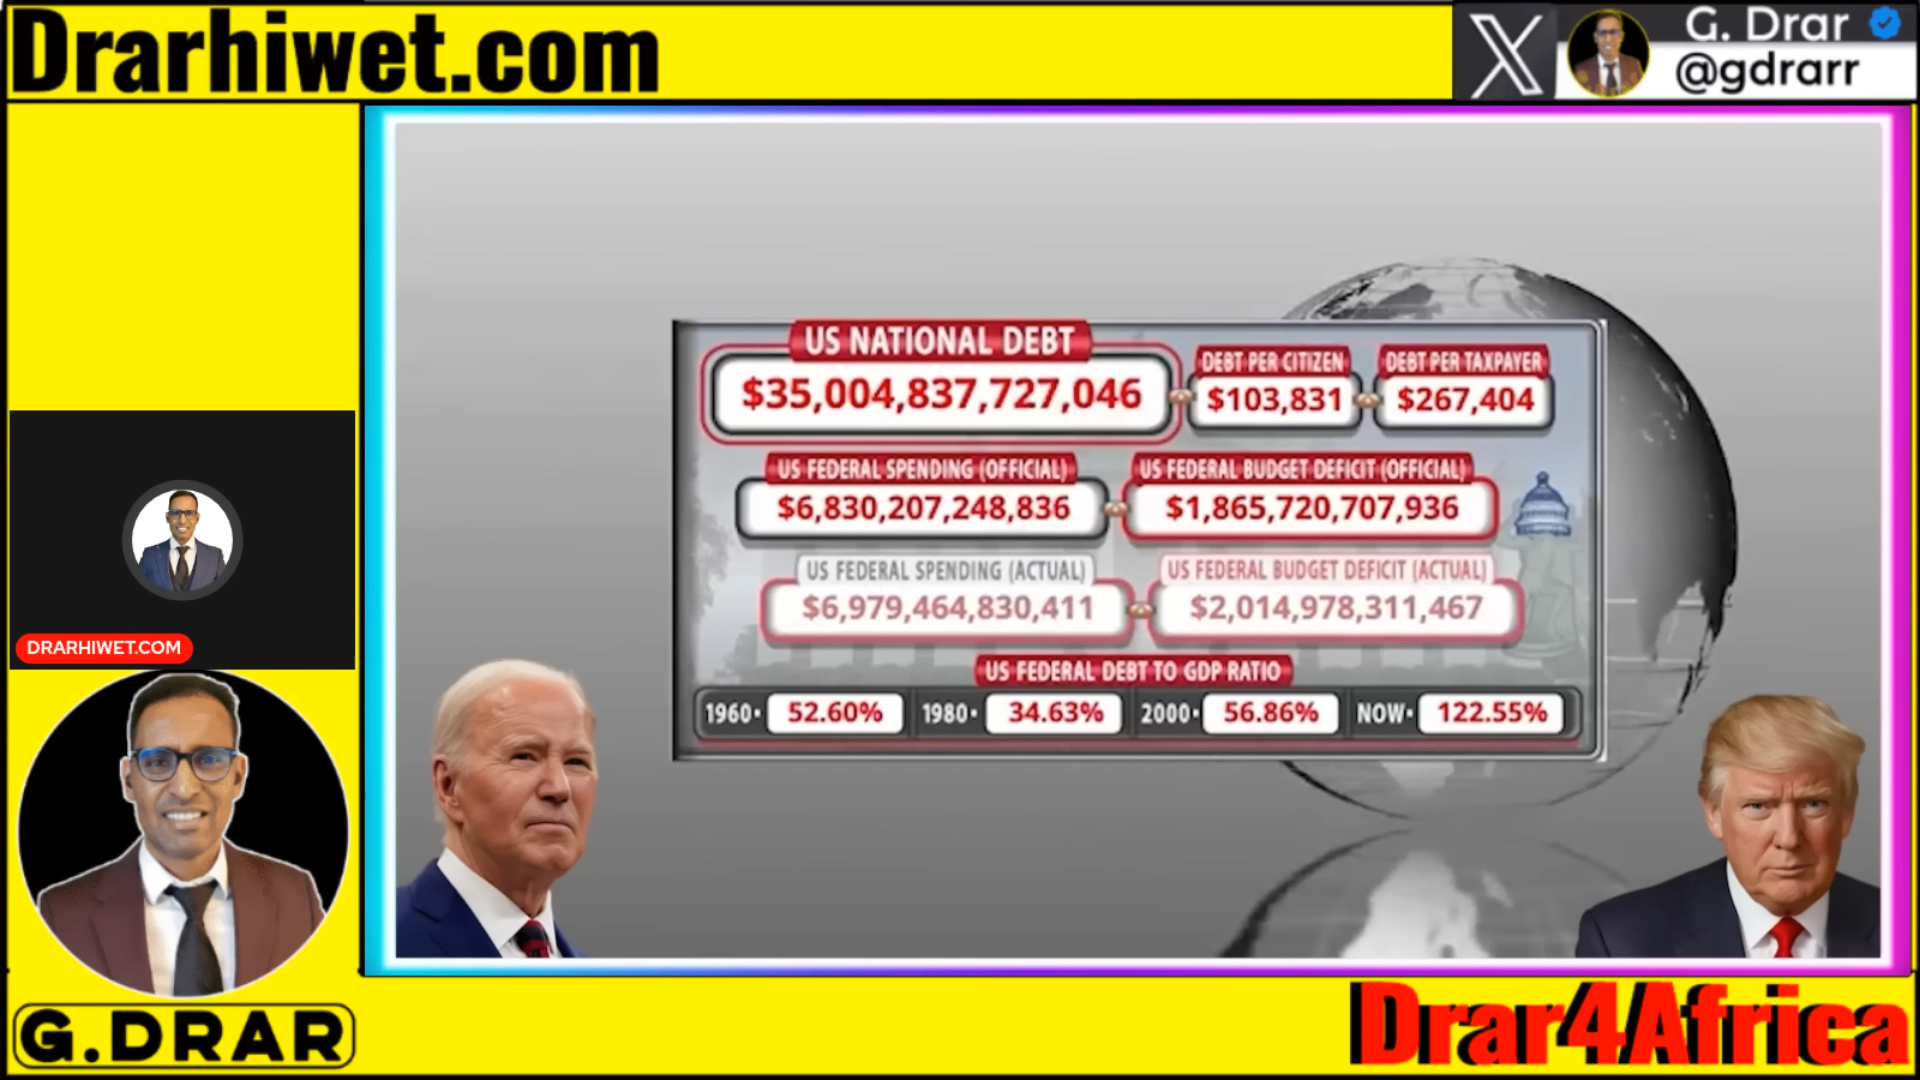 Drarhiwet.com
G. Drar
@gdrarr
US NATIONAL DEBT
$35,004,837,727,046
DEBT PER CITIZEN
$103,831
DEBT PER TAXPAYER
$267,404
US FEDERAL SPENDING (OFFICIAL)
$6,830,207,248,836
US FEDERAL BUDGET DEFICIT (OFFICIAL)
$1,865,720,707,936
US FEDERAL SPENDING (ACTUAL)
$6,979,464,830,411
US FEDERAL BUDGET DEFICIT (ACTUAL)
$2,014,978,311,467
US FEDERAL DEBT TO GDP RATIO
1960· 52.60% 1980· 34.63% 2000· 56.86% NOW· 122.55%
DRARHIWET.COM
G.DRAR
Drar4Africa